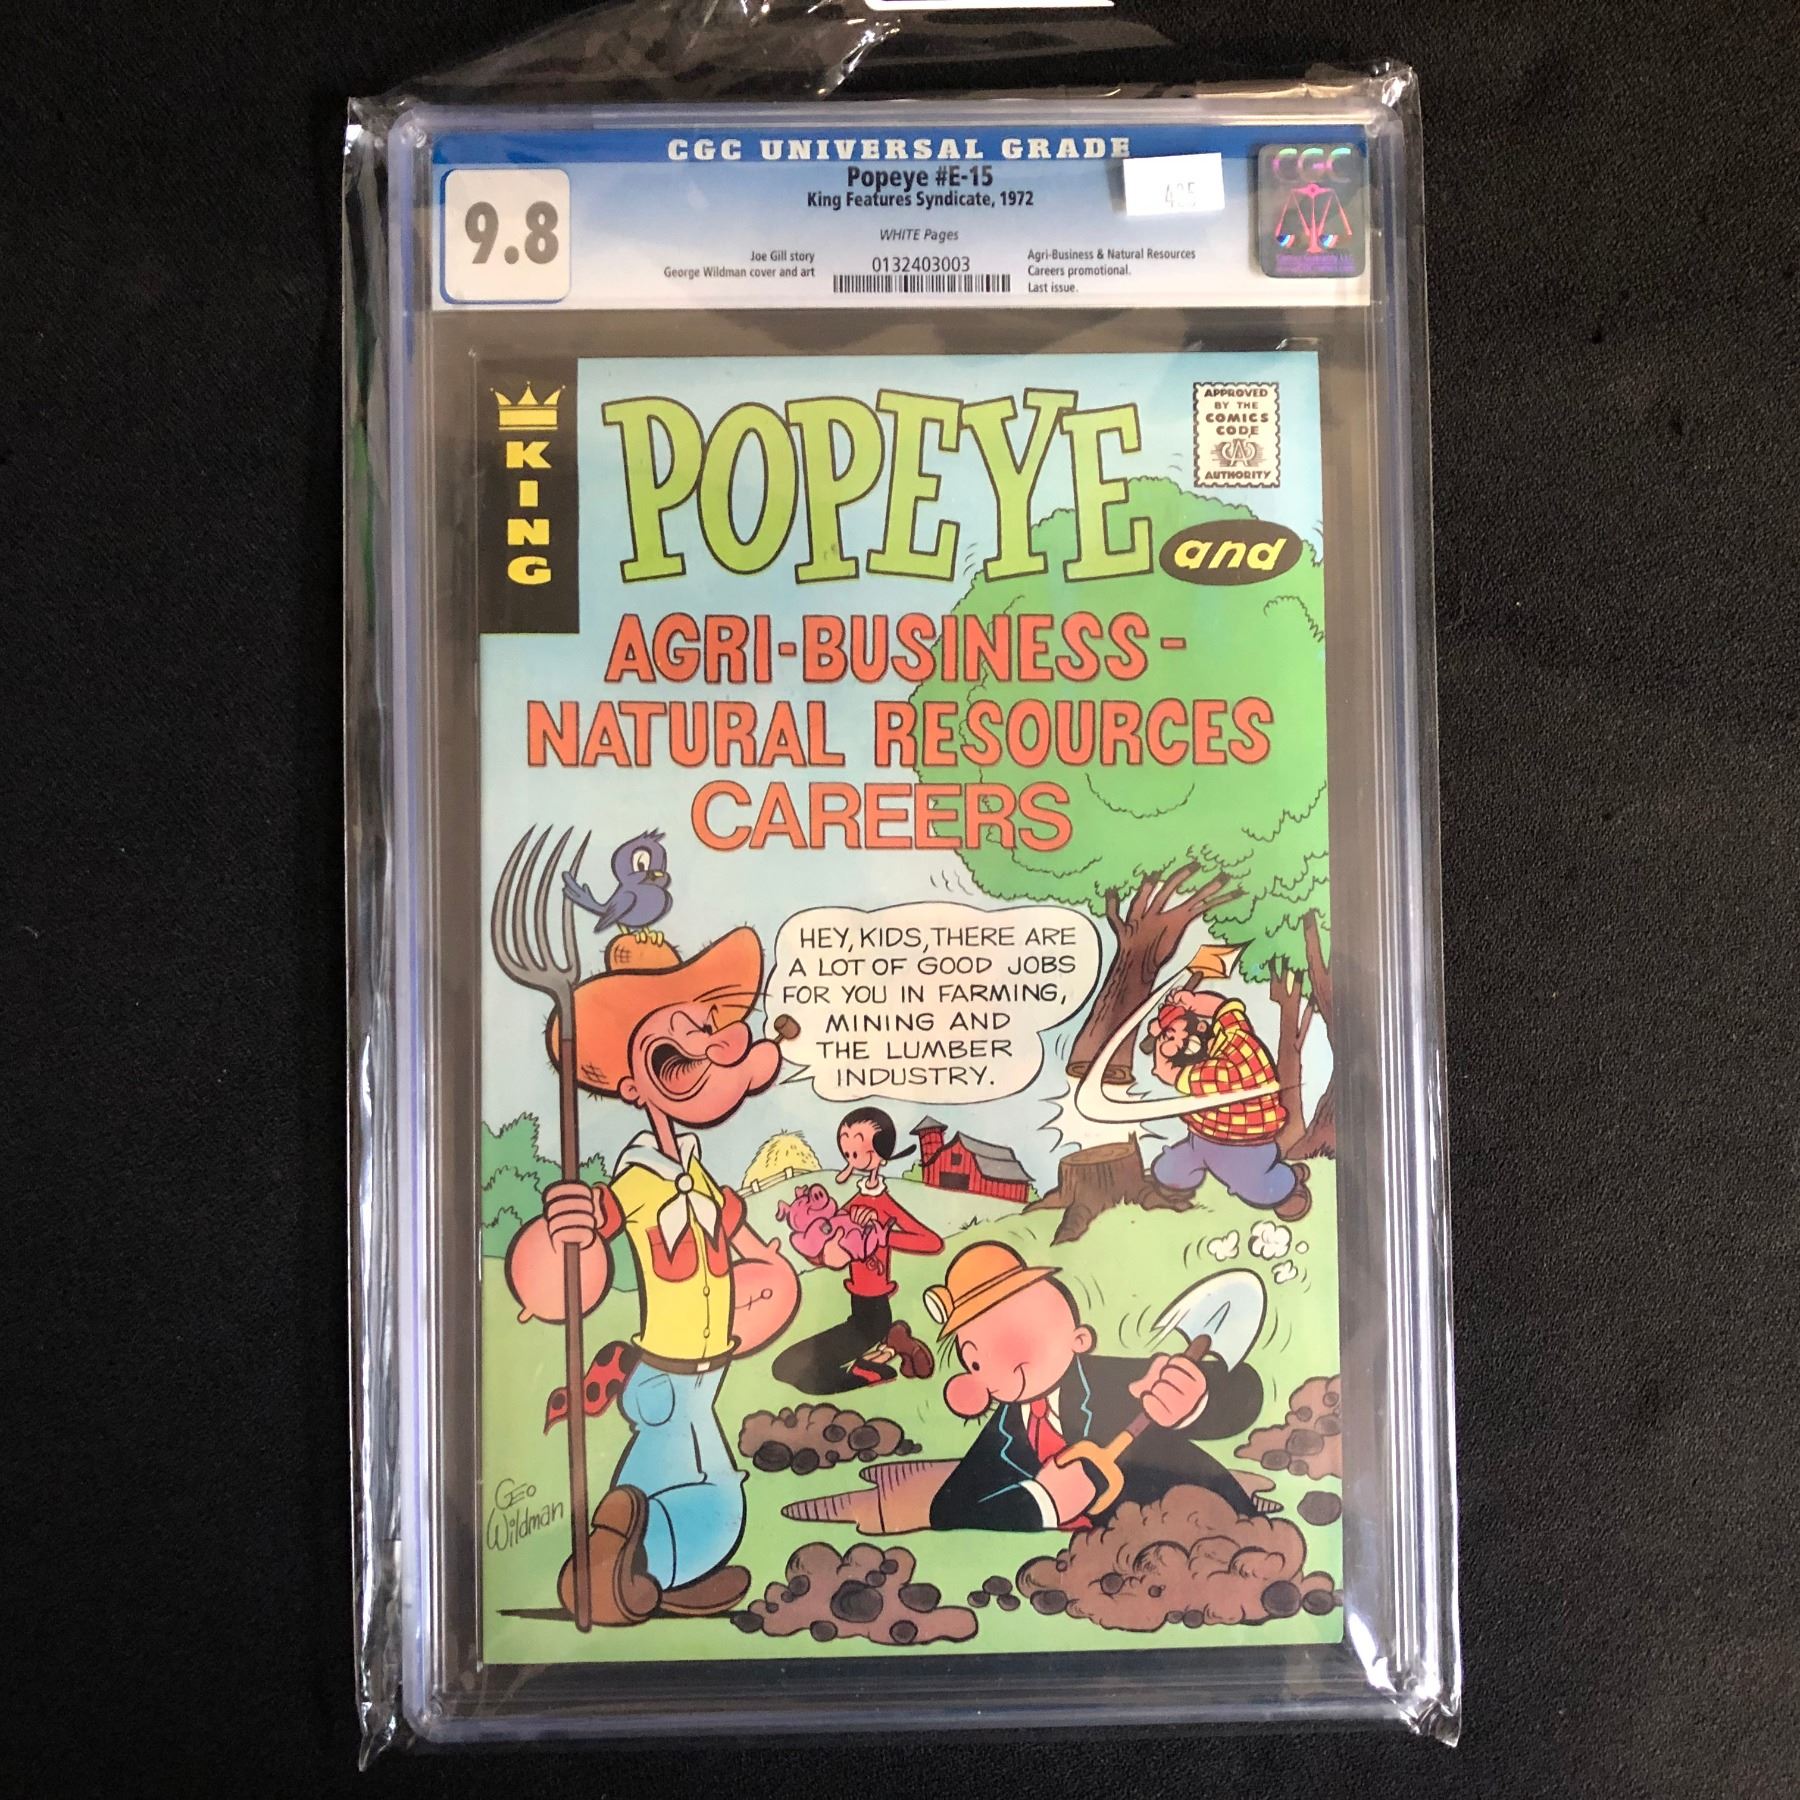 CGC UNIVERSAL GRADE
9.8
Popeye #E-15
King Features Syndicate, 1972
WHITE Pages
Joe Gill story
George Wildman cover and art
0132403003
Agri-Business & Natural Resources
Careers promotional.
Last issue.
CGC
KING
POPEYE
and
APPROVED
BY THE
COMICS
CODE
AUTHORITY
AGRI-BUSINESS-
NATURAL RESOURCES
CAREERS
HEY, KIDS, THERE ARE
A LOT OF GOOD JOBS
FOR YOU IN FARMING,
MINING AND
THE LUMBER
INDUSTRY.
GEO
Wildman